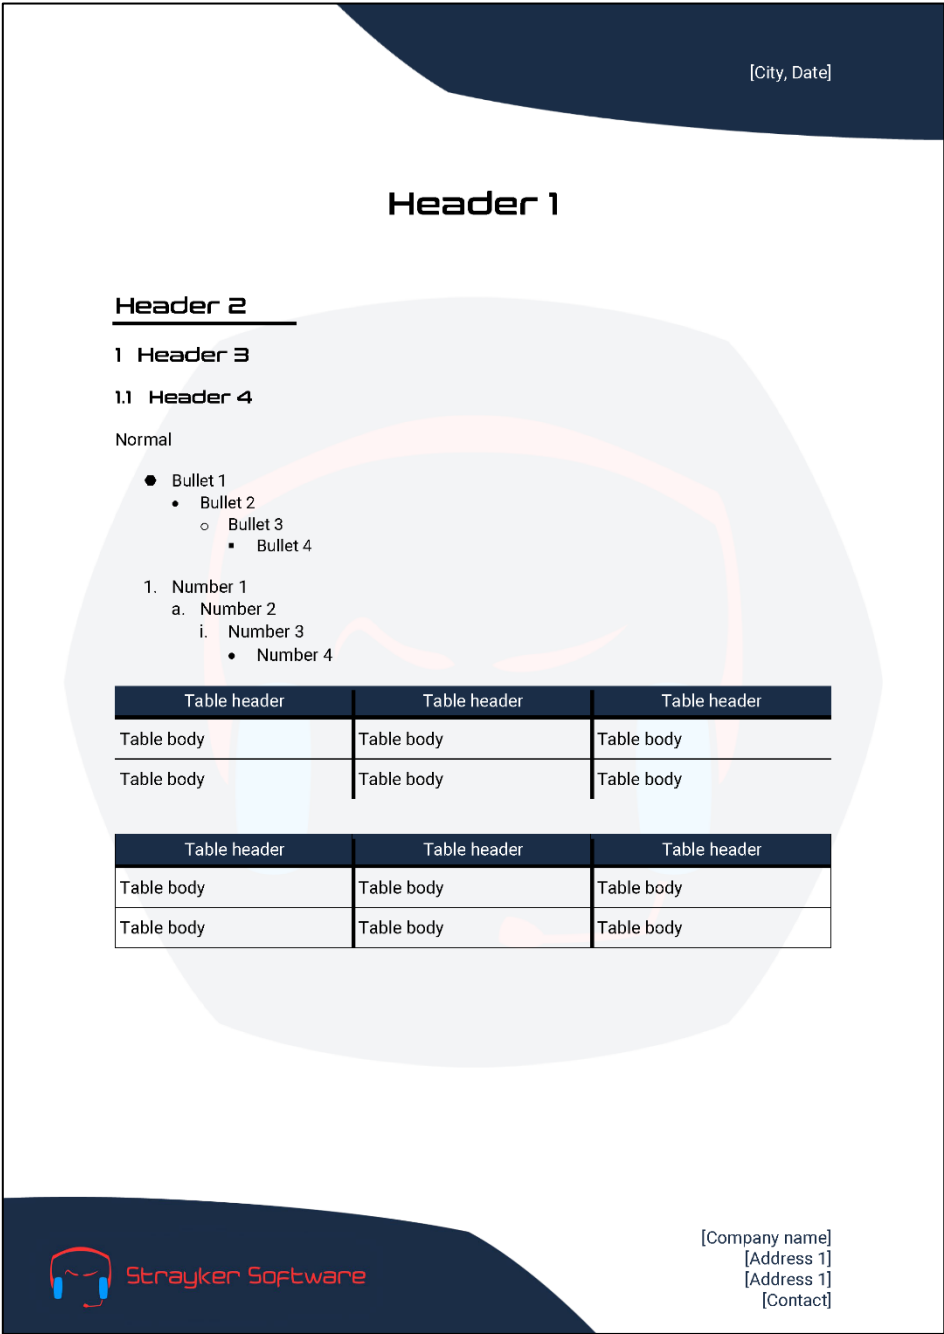 [City, Date]
Header 1
Header 2
1 Header 3
1.1 Header 4
Normal
Bullet 1
Bullet 2
Bullet 3
Bullet 4
1. Number 1
a. Number 2
i. Number 3
Number 4
Table header Table header Table header
Table body Table body Table body
Table body Table body Table body
Table header Table header Table header
Table body Table body Table body
Table body Table body Table body
Strayker Software
[Company name]
[Address 1]
[Address 1]
[Contact]